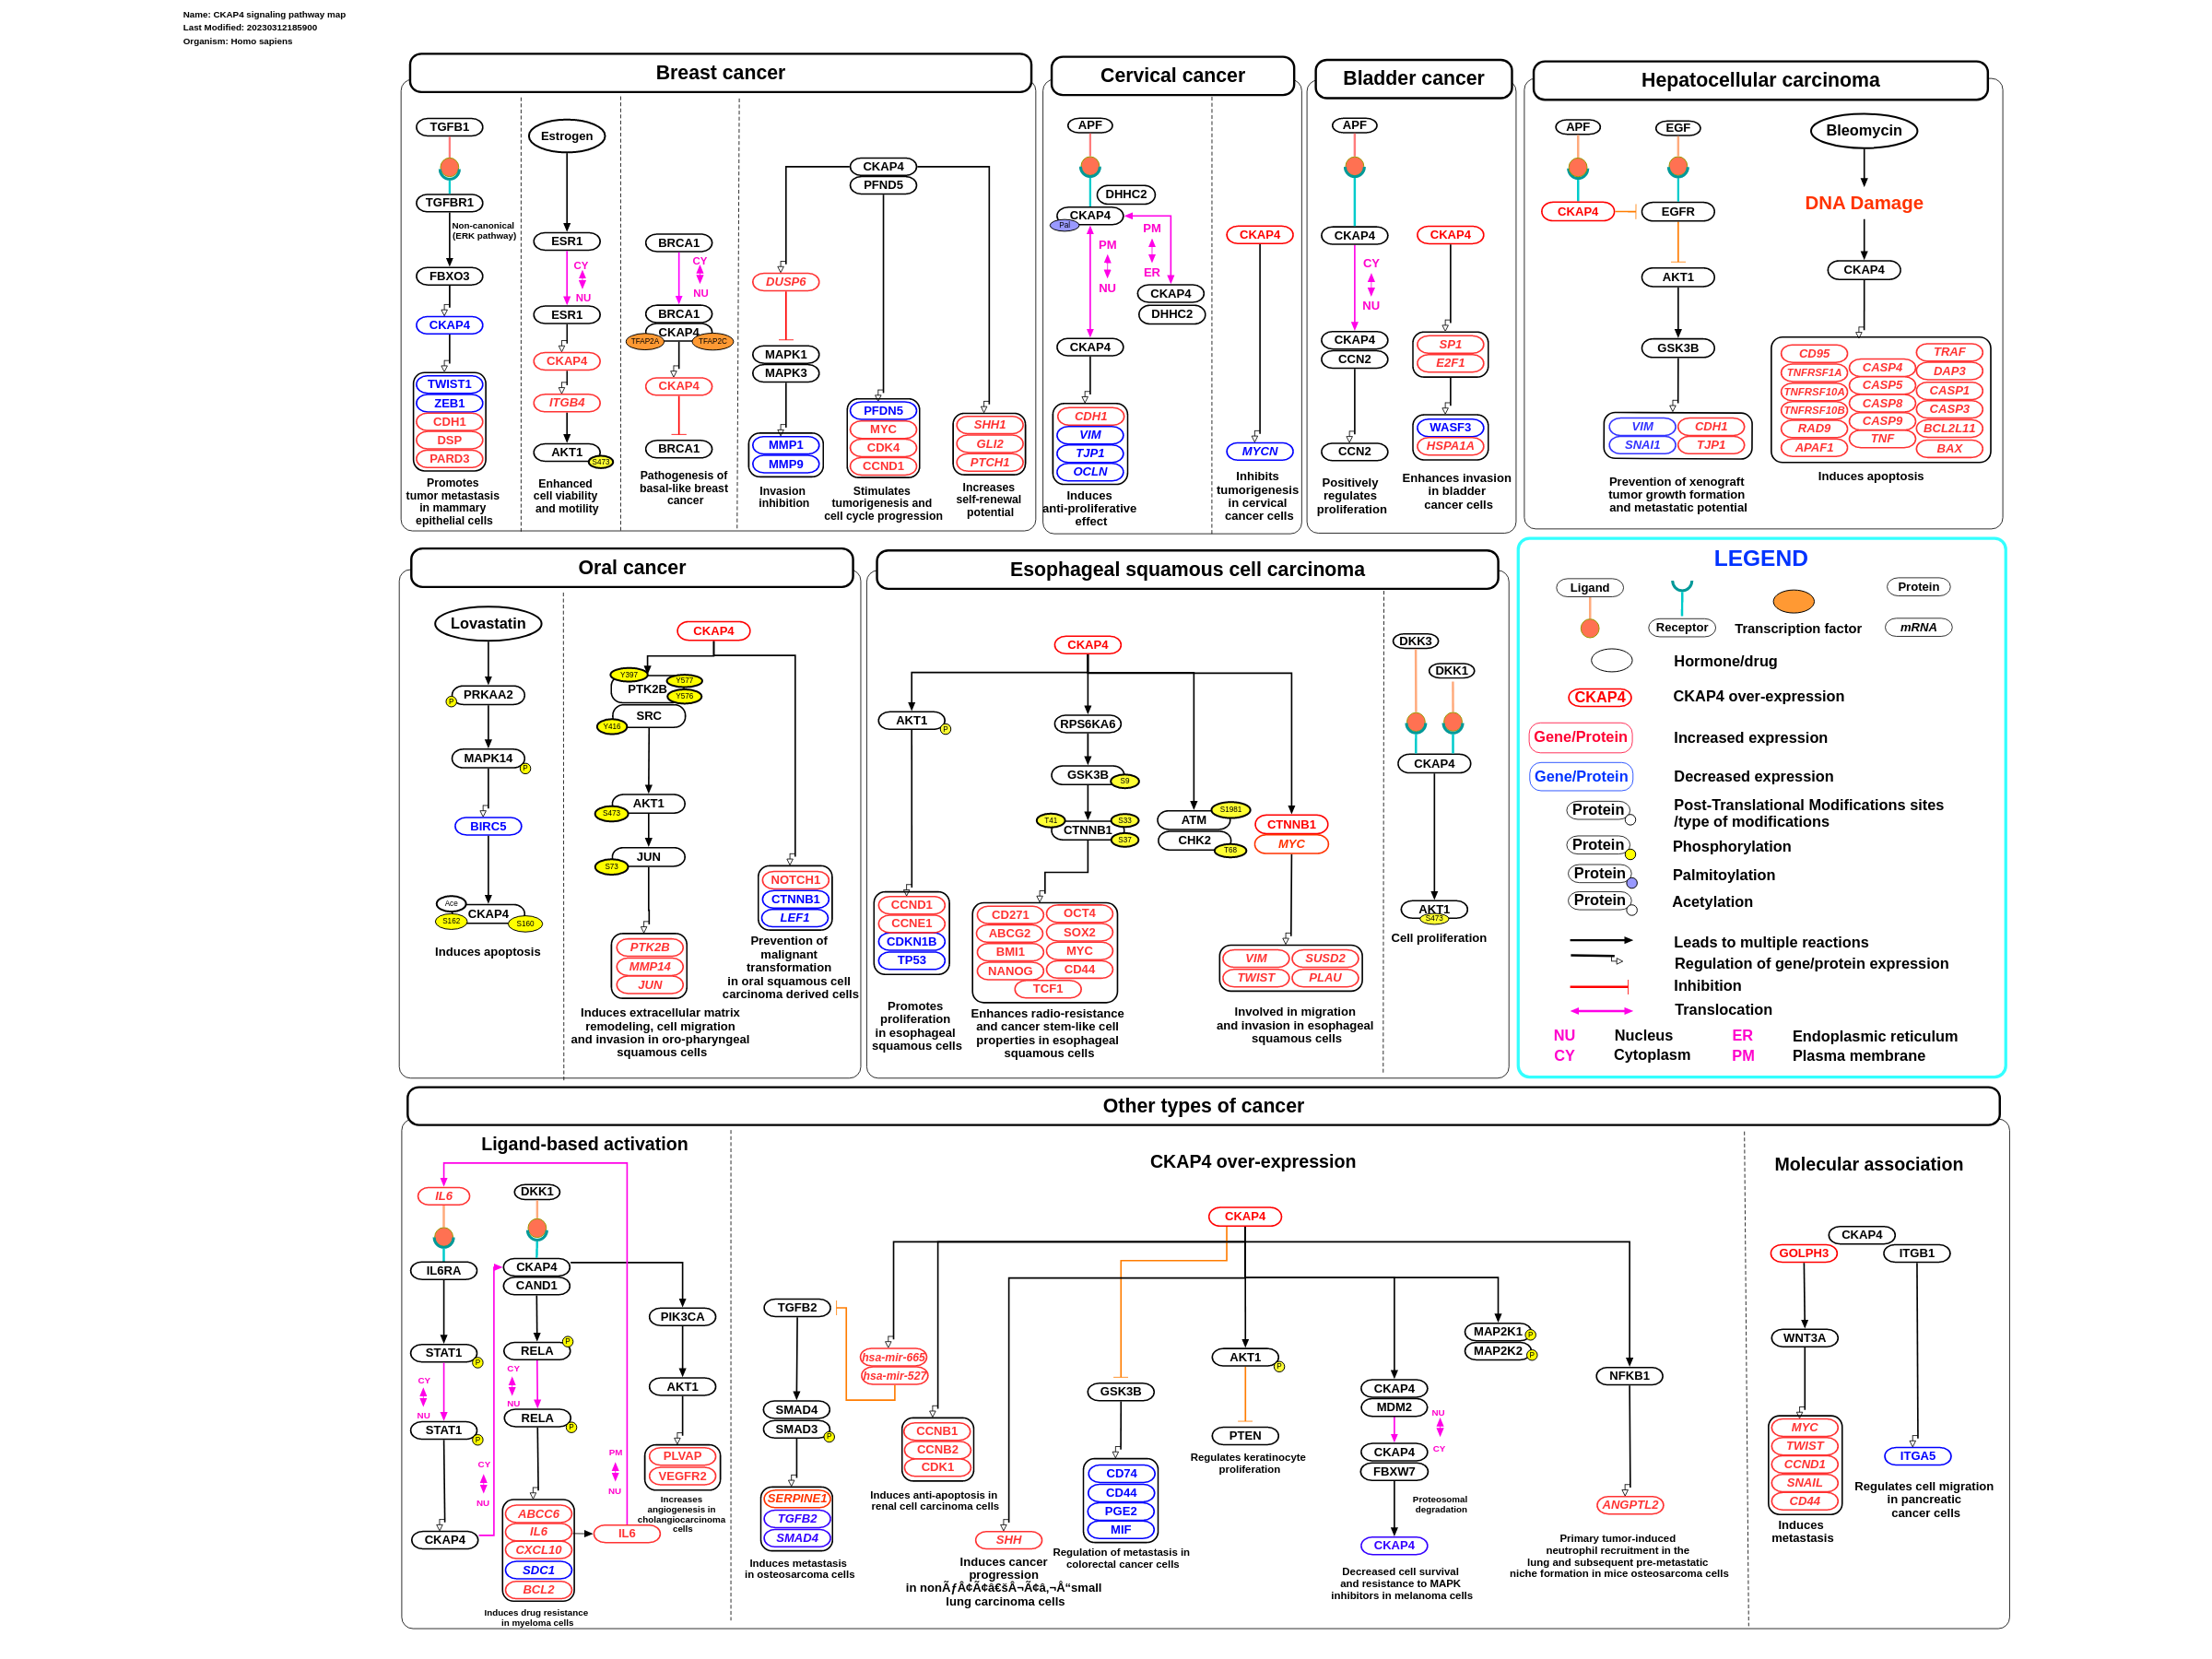 Name: CKAP4 signaling pathway map
Last Modified: 20230312185900
Organism: Homo sapiens
Breast cancer
TGFB1
TGFBR1
Non-canonical
(ERK pathway)
FBXO3
CKAP4
TWIST1
ZEB1
CDH1
DSP
PARD3
Promotes
tumor metastasis
in mammary
epithelial cells
Estrogen
ESR1
CY
NU
ESR1
CKAP4
ITGB4
AKT1
S473
Enhanced
cell viability
and motility
BRCA1
CY
NU
BRCA1
CKAP4
TFAP2A
TFAP2C
CKAP4
BRCA1
Pathogenesis of
basal-like breast
cancer
CKAP4
PFND5
DUSP6
MAPK1
MAPK3
MMP1
MMP9
Invasion
inhibition
PFDN5
MYC
CDK4
CCND1
Stimulates
tumorigenesis and
cell cycle progression
SHH1
GLI2
PTCH1
Increases
self-renewal
potential
Cervical cancer
APF
DHHC2
CKAP4
Pal
PM
NU
PM
ER
CKAP4
DHHC2
CKAP4
CDH1
VIM
TJP1
OCLN
Induces
anti-proliferative
effect
CKAP4
MYCN
Inhibits
tumorigenesis
in cervical
cancer cells
Bladder cancer
APF
CKAP4
CY
NU
CKAP4
CCN2
CCN2
Positively
regulates
proliferation
CKAP4
SP1
E2F1
WASF3
HSPA1A
Enhances invasion
in bladder
cancer cells
Hepatocellular carcinoma
APF
CKAP4
EGF
EGFR
AKT1
GSK3B
VIM
CDH1
SNAI1
TJP1
Prevention of xenograft
tumor growth formation
and metastatic potential
Bleomycin
DNA Damage
CKAP4
CD95
TNFRSF1A
TNFRSF10A
TNFRSF10B
RAD9
APAF1
CASP4
CASP5
CASP8
CASP9
TNF
TRAF
DAP3
CASP1
CASP3
BCL2L11
BAX
Induces apoptosis
Oral cancer
Lovastatin
PRKAA2
P
MAPK14
P
BIRC5
Ace
CKAP4
S162
S160
Induces apoptosis
CKAP4
Y397
PTK2B
Y577
Y576
SRC
Y416
AKT1
S473
JUN
S73
PTK2B
MMP14
JUN
Induces extracellular matrix
remodeling, cell migration
and invasion in oro-pharyngeal
squamous cells
NOTCH1
CTNNB1
LEF1
Prevention of
malignant
transformation
in oral squamous cell
carcinoma derived cells
Esophageal squamous cell carcinoma
CKAP4
AKT1
P
CCND1
CCNE1
CDKN1B
TP53
Promotes
proliferation
in esophageal
squamous cells
RPS6KA6
GSK3B
S9
T41
CTNNB1
S33
S37
CD271
OCT4
ABCG2
SOX2
BMI1
MYC
NANOG
CD44
TCF1
Enhances radio-resistance
and cancer stem-like cell
properties in esophageal
squamous cells
S1981
ATM
CHK2
T68
CTNNB1
MYC
VIM
SUSD2
TWIST
PLAU
Involved in migration
and invasion in esophageal
squamous cells
DKK3
DKK1
CKAP4
AKT1
S473
Cell proliferation
LEGEND
Ligand
Receptor
Transcription factor
Protein
mRNA
Hormone/drug
CKAP4
CKAP4 over-expression
Gene/Protein
Increased expression
Gene/Protein
Decreased expression
Protein
Post-Translational Modifications sites
/type of modifications
Protein
Phosphorylation
Protein
Palmitoylation
Protein
Acetylation
Leads to multiple reactions
Regulation of gene/protein expression
Inhibition
Translocation
NU
Nucleus
ER
Endoplasmic reticulum
CY
Cytoplasm
PM
Plasma membrane
Other types of cancer
Ligand-based activation
IL6
IL6RA
STAT1
P
CY
NU
STAT1
P
CKAP4
CY
NU
DKK1
CKAP4
CAND1
RELA
P
CY
NU
RELA
P
ABCC6
IL6
CXCL10
SDC1
BCL2
Induces drug resistance
in myeloma cells
IL6
PM
NU
PIK3CA
AKT1
PLVAP
VEGFR2
Increases
angiogenesis in
cholangiocarcinoma
cells
CKAP4 over-expression
CKAP4
TGFB2
SMAD4
SMAD3
P
SERPINE1
TGFB2
SMAD4
Induces metastasis
in osteosarcoma cells
hsa-mir-665
hsa-mir-527
CCNB1
CCNB2
CDK1
Induces anti-apoptosis in
renal cell carcinoma cells
SHH
Induces cancer
progression
in nonÃƒÂ¢Ã¢â€šÂ¬Ã¢â‚¬Å“small
lung carcinoma cells
GSK3B
CD74
CD44
PGE2
MIF
Regulation of metastasis in
colorectal cancer cells
AKT1
P
PTEN
Regulates keratinocyte
proliferation
CKAP4
MDM2
NU
CY
CKAP4
FBXW7
Proteosomal
degradation
CKAP4
Decreased cell survival
and resistance to MAPK
inhibitors in melanoma cells
MAP2K1
P
MAP2K2
P
NFKB1
ANGPTL2
Primary tumor-induced
neutrophil recruitment in the
lung and subsequent pre-metastatic
niche formation in mice osteosarcoma cells
Molecular association
CKAP4
GOLPH3
ITGB1
WNT3A
MYC
TWIST
CCND1
SNAIL
CD44
Induces
metastasis
ITGA5
Regulates cell migration
in pancreatic
cancer cells